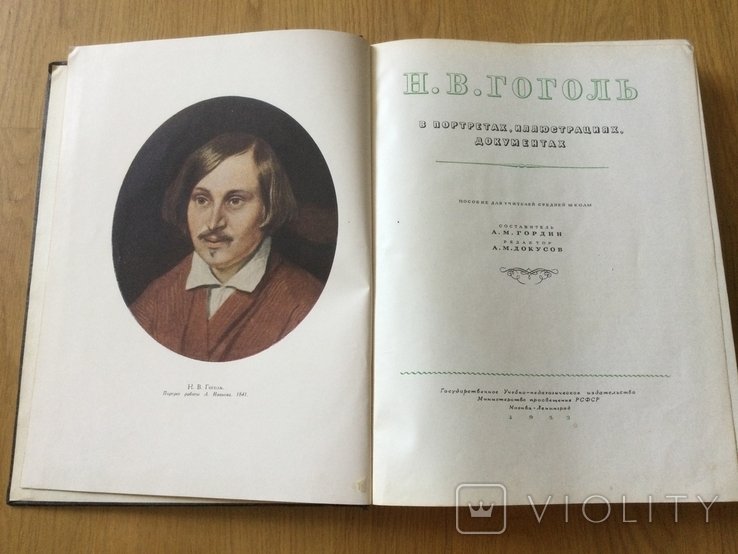 Н. В. Гоголь.
Портрет работы А. Иванова. 1841.
Н.В.ГОГОЛЬ
В ПОРТРЕТАХ, ИЛЛЮСТРАЦИЯХ,
ДОКУМЕНТАХ
ПОСОБИЕ ДЛЯ УЧИТЕЛЕЙ СРЕДНЕЙ ШКОЛЫ
СОСТАВИТЕЛЬ
А. М. ГОРДИН
РЕДАКТОР
А. М. ДОКУСОВ
Государственное Учебно-педагогическое издательство
Министерства просвещения РСФСР
Москва-Ленинград
1953
VIOLITY